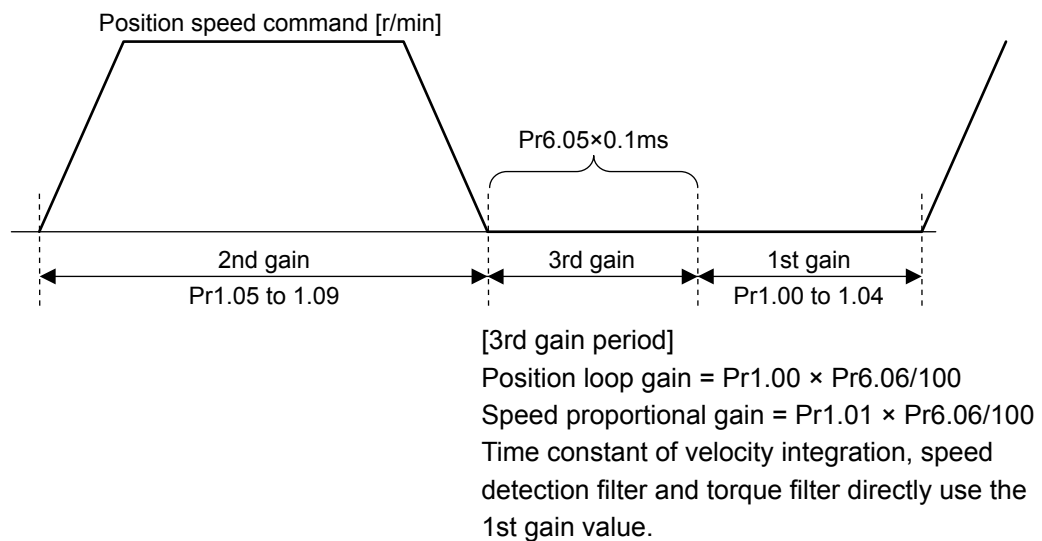 Position speed command [r/min]
Pr6.05×0.1ms
2nd gain
3rd gain
1st gain
Pr1.05 to 1.09
Pr1.00 to 1.04
[3rd gain period]
Position loop gain = Pr1.00 × Pr6.06/100
Speed proportional gain = Pr1.01 × Pr6.06/100
Time constant of velocity integration, speed
detection filter and torque filter directly use the
1st gain value.